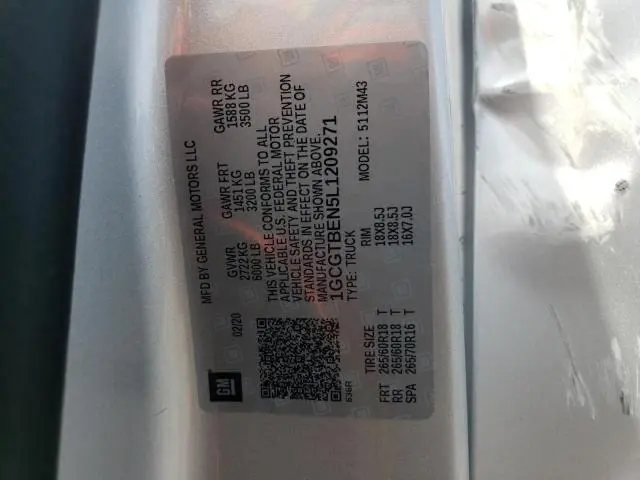 MFD BY GENERAL MOTORS LLC
02/20
GVWR GAWR FRT GAWR RR
2722 KG 1451 KG 1588 KG
6000 LB 3200 LB 3500 LB
THIS VEHICLE CONFORMS TO ALL
APPLICABLE U.S. FEDERAL MOTOR
VEHICLE SAFETY, AND THEFT PREVENTION
STANDARDS IN EFFECT ON THE DATE OF
MANUFACTURE SHOWN ABOVE.
1GCGTBEN5L1209271
TYPE: TRUCK MODEL: 5112M43
GM
636R
TIRE SIZE RIM
FRT 265/60R18 T 18X8.5J
RR 265/60R18 T 18X8.5J
SPA 265/70R16 T 16X7.0J